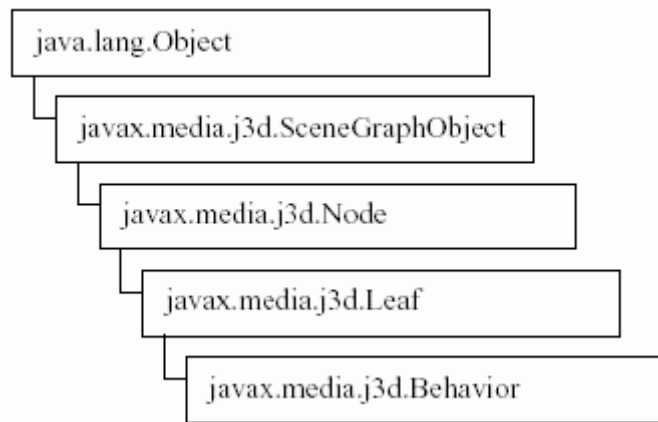 java.lang.Object
javax.media.j3d.SceneGraphObject
javax.media.j3d.Node
javax.media.j3d.Leaf
javax.media.j3d.Behavior